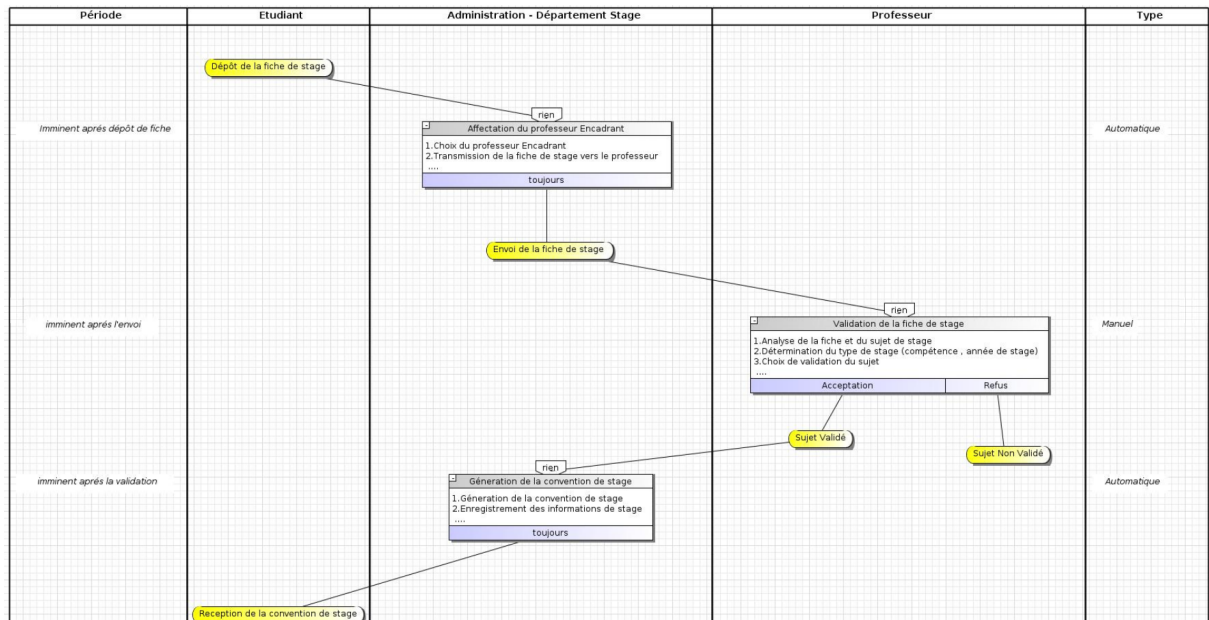 Période
Etudiant
Administration - Département Stage
Professeur
Type
Dépôt de la fiche de stage
rien
Imminent aprés dépôt de fiche
Affectation du professeur Encadrant
Automatique
1.Choix du professeur Encadrant
2.Transmission de la fiche de stage vers le professeur
....
toujours
Envoi de la fiche de stage
rien
imminent aprés l'envoi
Validation de la fiche de stage
Manuel
1.Analyse de la fiche et du sujet de stage
2.Détermination du type de stage (compétence , année de stage)
3.Choix de validation du sujet
....
Acceptation
Refus
Sujet Validé
Sujet Non Validé
rien
imminent aprés la validation
Géneration de la convention de stage
Automatique
1.Géneration de la convention de stage
2.Enregistrement des informations de stage
....
toujours
Reception de la convention de stage